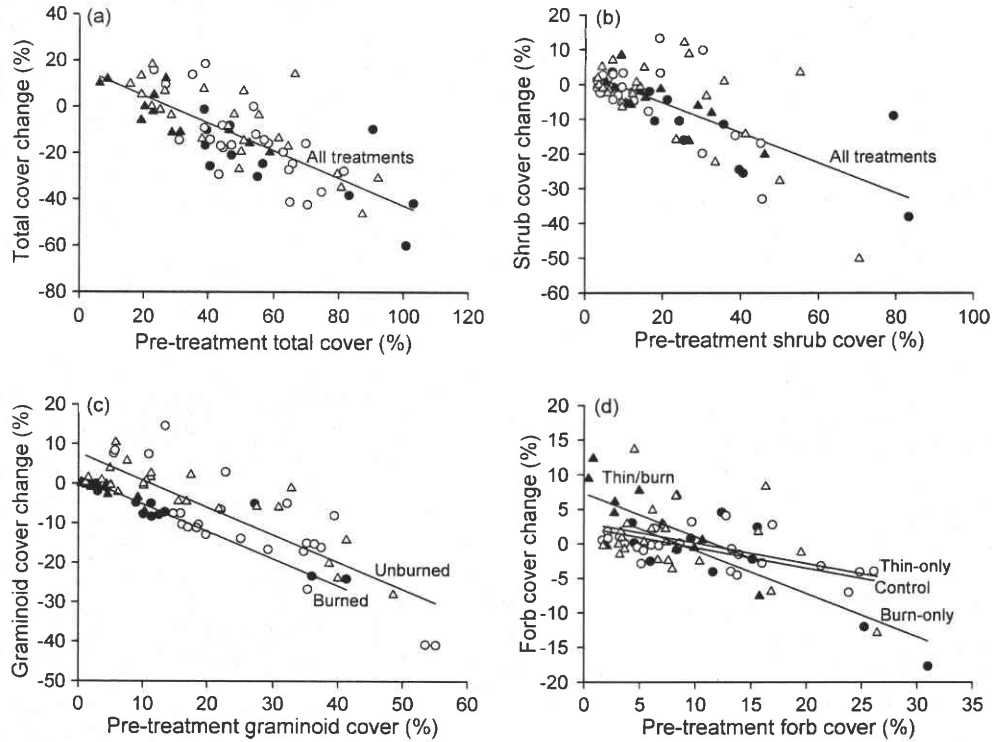 (a)
Total cover change (%)
40
20
0
-20
-40
-60
-80
All treatments
0 20 40 60 80 100 120
Pre-treatment total cover (%)
(b)
Shrub cover change (%)
20
10
0
-10
-20
-30
-40
-50
-60
All treatments
0 20 40 60 80 100
Pre-treatment shrub cover (%)
(c)
Graminoid cover change (%)
20
10
0
-10
-20
-30
-40
-50
Unburned
Burned
0 10 20 30 40 50 60
Pre-treatment graminoid cover (%)
(d)
Forb cover change (%)
20
15
10
5
0
-5
-10
-15
-20
Thin/burn
Thin-only
Control
Burn-only
0 5 10 15 20 25 30 35
Pre-treatment forb cover (%)